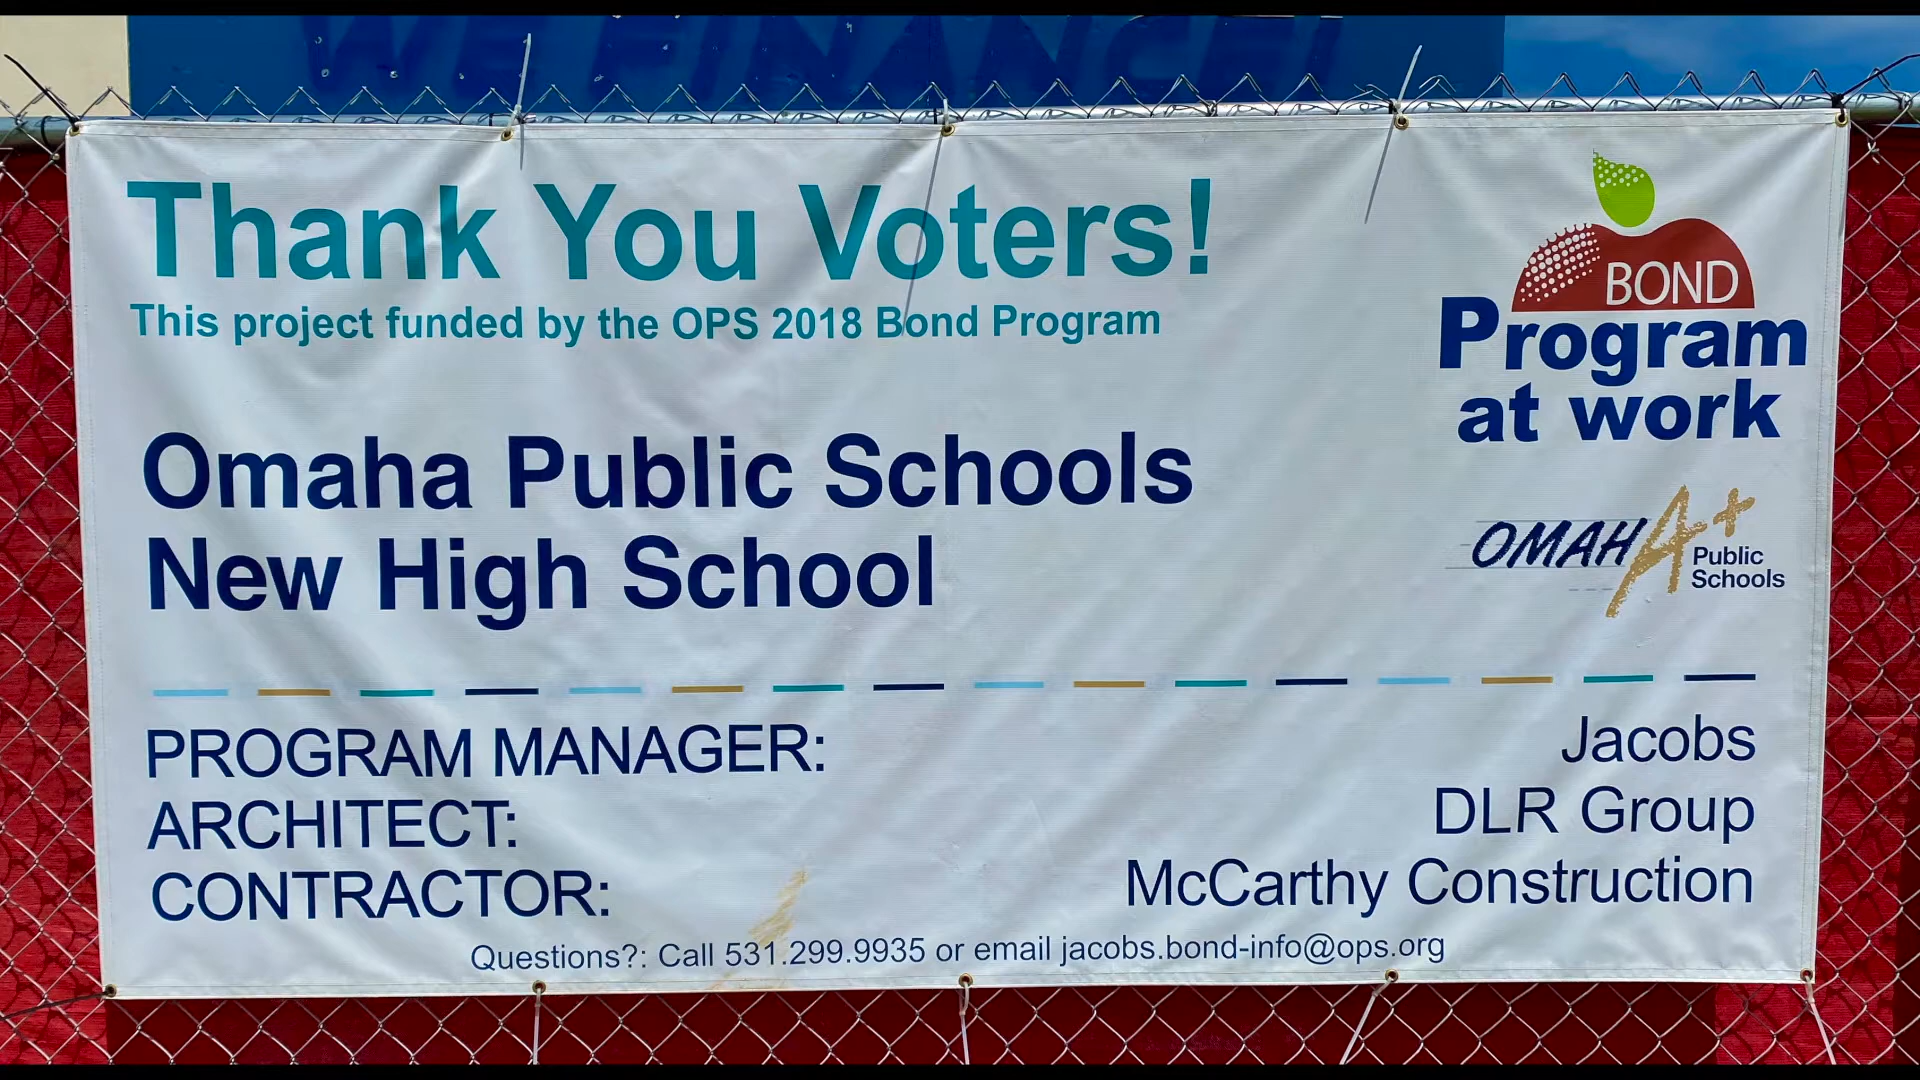 WE FINANCE!
Thank You Voters!
This project funded by the OPS 2018 Bond Program
BOND
Program
at work
Omaha Public Schools
New High School
OMAHA+
Public
Schools
PROGRAM MANAGER: Jacobs
ARCHITECT: DLR Group
CONTRACTOR: McCarthy Construction
Questions?: Call 531.299.9935 or email jacobs.bond-info@ops.org